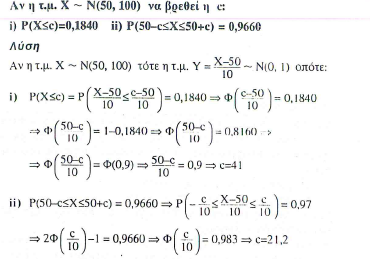 Αν η τ.μ. X ~ N(50, 100) να βρεθεί η c:
i) P(X≤c)=0,1840 ii) P(50–c≤X≤50+c) = 0,9660
Λύση
Αν η τ.μ. X ~ N(50, 100) τότε η τ.μ. Y = (X–50)/10 ~ N(0, 1) οπότε:
i) P(X≤c) = P((X–50)/10 ≤ (c–50)/10) = 0,1840 ⇒ Φ((c–50)/10) = 0,1840
⇒ Φ((50–c)/10) = 1–0,1840 ⇒ Φ((50–c)/10) = 0,8160 ⇒
⇒ Φ((50–c)/10) = Φ(0,9) ⇒ (50–c)/10 = 0,9 ⇒ c=41
ii) P(50–c≤X≤50+c) = 0,9660 ⇒ P(–c/10 ≤ (X–50)/10 ≤ c/10) = 0,97
⇒ 2Φ(c/10) –1 = 0,9660 ⇒ Φ(c/10) = 0,983 ⇒ c=21,2